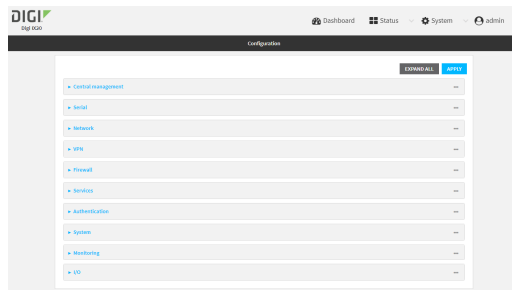 DIGI
Digi IX20
Dashboard Status System admin
Configuration
EXPAND ALL APPLY
Central management
Serial
Network
VPN
Firewall
Services
Authentication
System
Monitoring
I/O